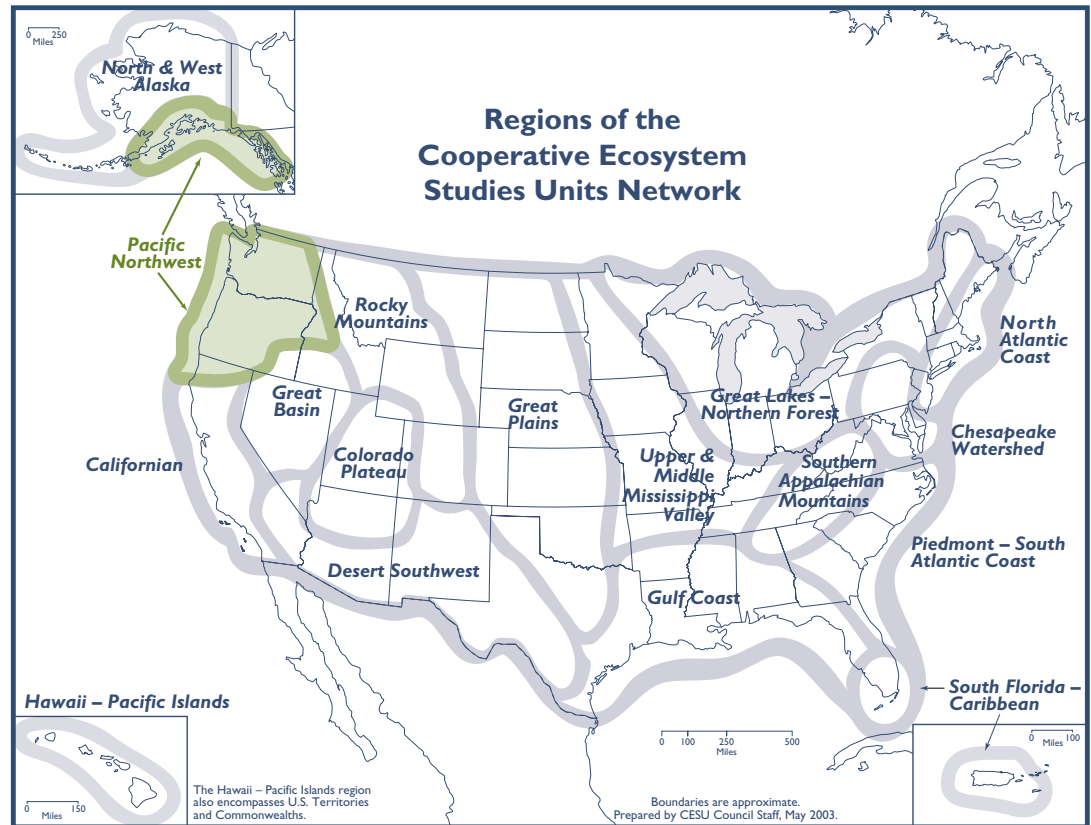 0 250
Miles
North & West
Alaska
Regions of the
Cooperative Ecosystem
Studies Units Network
Pacific
Northwest
Rocky
Mountains
North
Atlantic
Coast
Great
Basin
Great
Plains
Great Lakes –
Northern Forest
Californian
Colorado
Plateau
Upper &
Middle
Mississippi
Valley
Southern
Appalachian
Mountains
Chesapeake
Watershed
Desert Southwest
Gulf Coast
Piedmont – South
Atlantic Coast
Hawaii – Pacific Islands
South Florida –
Caribbean
0 100 250 500
Miles
0 100
Miles
0 150
Miles
The Hawaii – Pacific Islands region
also encompasses U.S. Territories
and Commonwealths.
Boundaries are approximate.
Prepared by CESU Council Staff, May 2003.